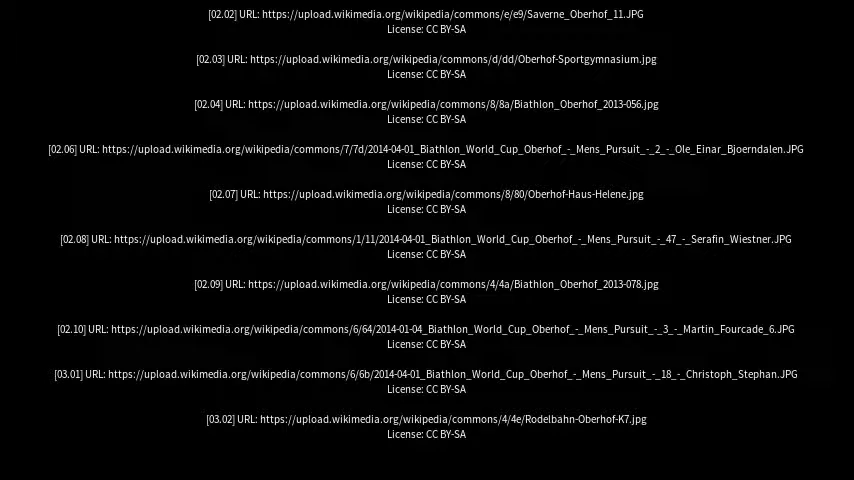 [02.02] URL: https://upload.wikimedia.org/wikipedia/commons/e/e9/Saverne_Oberhof_11.JPG
License: CC BY-SA
[02.03] URL: https://upload.wikimedia.org/wikipedia/commons/d/dd/Oberhof-Sportgymnasium.jpg
License: CC BY-SA
[02.04] URL: https://upload.wikimedia.org/wikipedia/commons/8/8a/Biathlon_Oberhof_2013-056.jpg
License: CC BY-SA
[02.06] URL: https://upload.wikimedia.org/wikipedia/commons/7/7d/2014-04-01_Biathlon_World_Cup_Oberhof_-_Mens_Pursuit_-_2_-_Ole_Einar_Bjoerndalen.JPG
License: CC BY-SA
[02.07] URL: https://upload.wikimedia.org/wikipedia/commons/8/80/Oberhof-Haus-Helene.jpg
License: CC BY-SA
[02.08] URL: https://upload.wikimedia.org/wikipedia/commons/1/11/2014-04-01_Biathlon_World_Cup_Oberhof_-_Mens_Pursuit_-_47_-_Serafin_Wiestner.JPG
License: CC BY-SA
[02.09] URL: https://upload.wikimedia.org/wikipedia/commons/4/4a/Biathlon_Oberhof_2013-078.jpg
License: CC BY-SA
[02.10] URL: https://upload.wikimedia.org/wikipedia/commons/6/64/2014-01-04_Biathlon_World_Cup_Oberhof_-_Mens_Pursuit_-_3_-_Martin_Fourcade_6.JPG
License: CC BY-SA
[03.01] URL: https://upload.wikimedia.org/wikipedia/commons/6/6b/2014-04-01_Biathlon_World_Cup_Oberhof_-_Mens_Pursuit_-_18_-_Christoph_Stephan.JPG
License: CC BY-SA
[03.02] URL: https://upload.wikimedia.org/wikipedia/commons/4/4e/Rodelbahn-Oberhof-K7.jpg
License: CC BY-SA